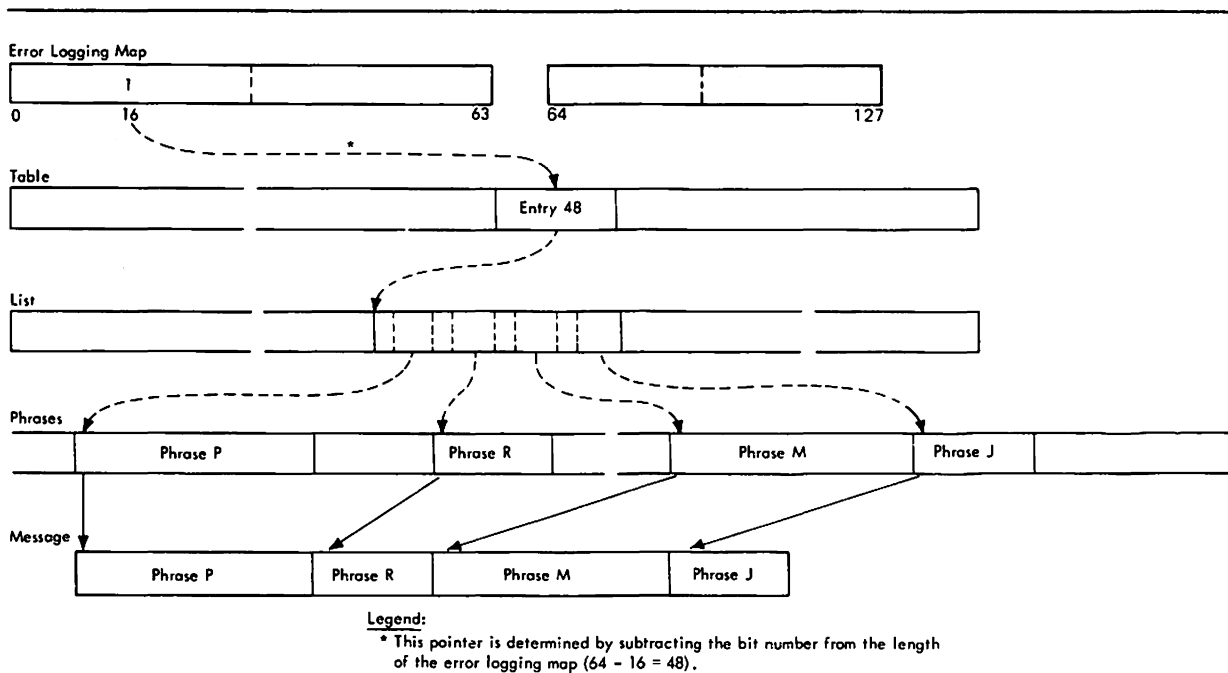 Error Logging Map
1
0 16 63 64 127
*
Table
Entry 48
List
Phrases
Phrase P Phrase R Phrase M Phrase J
Message
Phrase P Phrase R Phrase M Phrase J
Legend:
* This pointer is determined by subtracting the bit number from the length
of the error logging map (64 - 16 = 48).